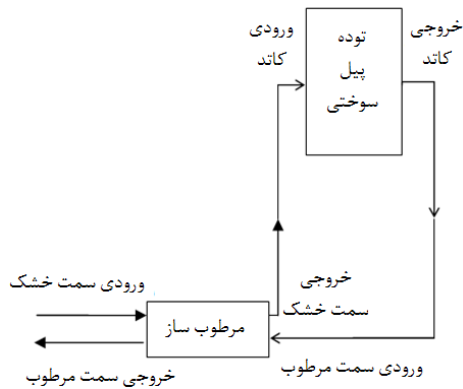 ورودی
کاتد
توده
پیل
سوختی
خروجی
کاتد
ورودی سمت خشک
خروجی
سمت خشک
مرطوب ساز
ورودی سمت مرطوب
خروجی سمت مرطوب